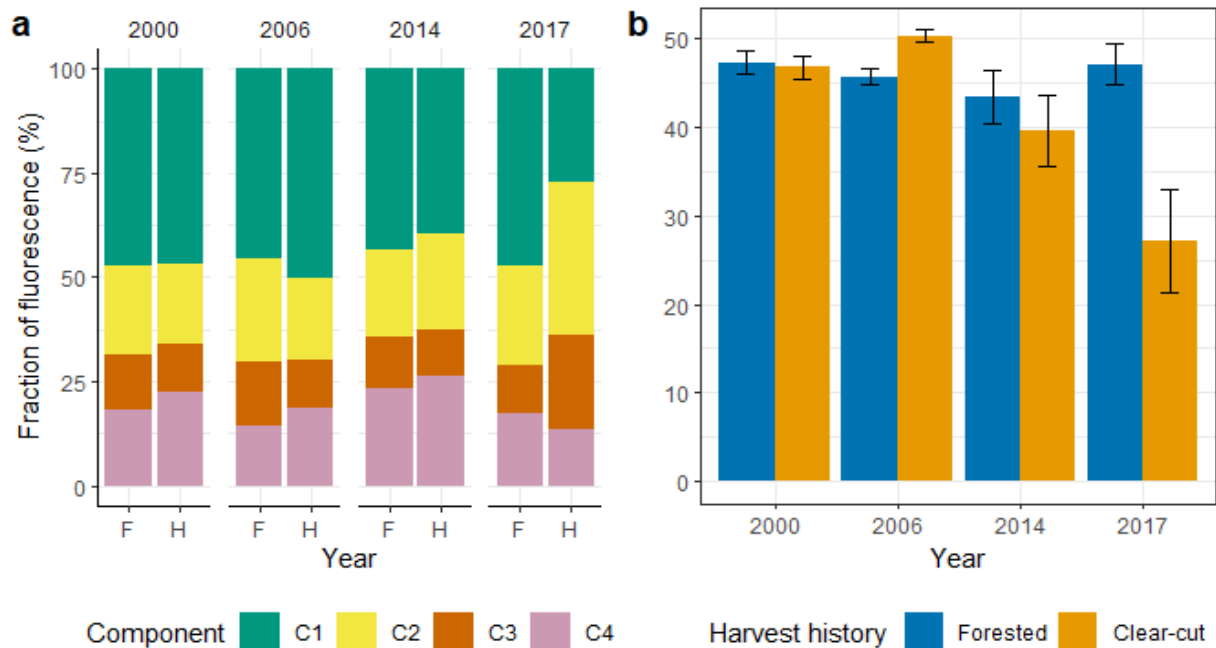 a
2000 2006 2014 2017
Fraction of fluorescence (%)
100
75
50
25
0
F H F H F H F H
Year
Component C1 C2 C3 C4
b
50
40
30
20
10
0
2000 2006 2014 2017
Year
Harvest history Forested Clear-cut